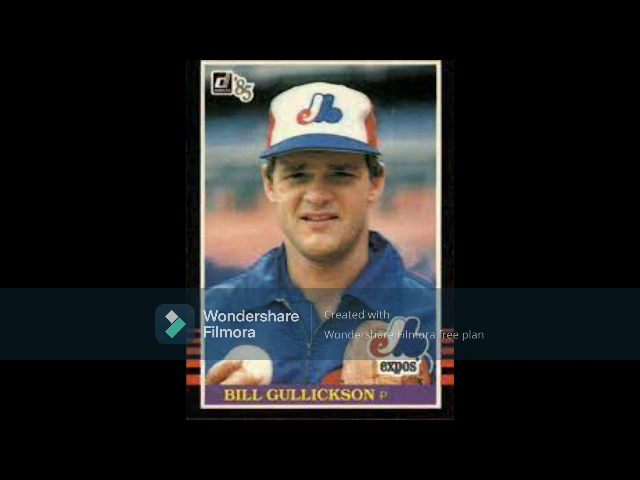 '85
Wondershare
Filmora
Created with
Wondershare Filmora free plan
expos
BILL GULLICKSON P